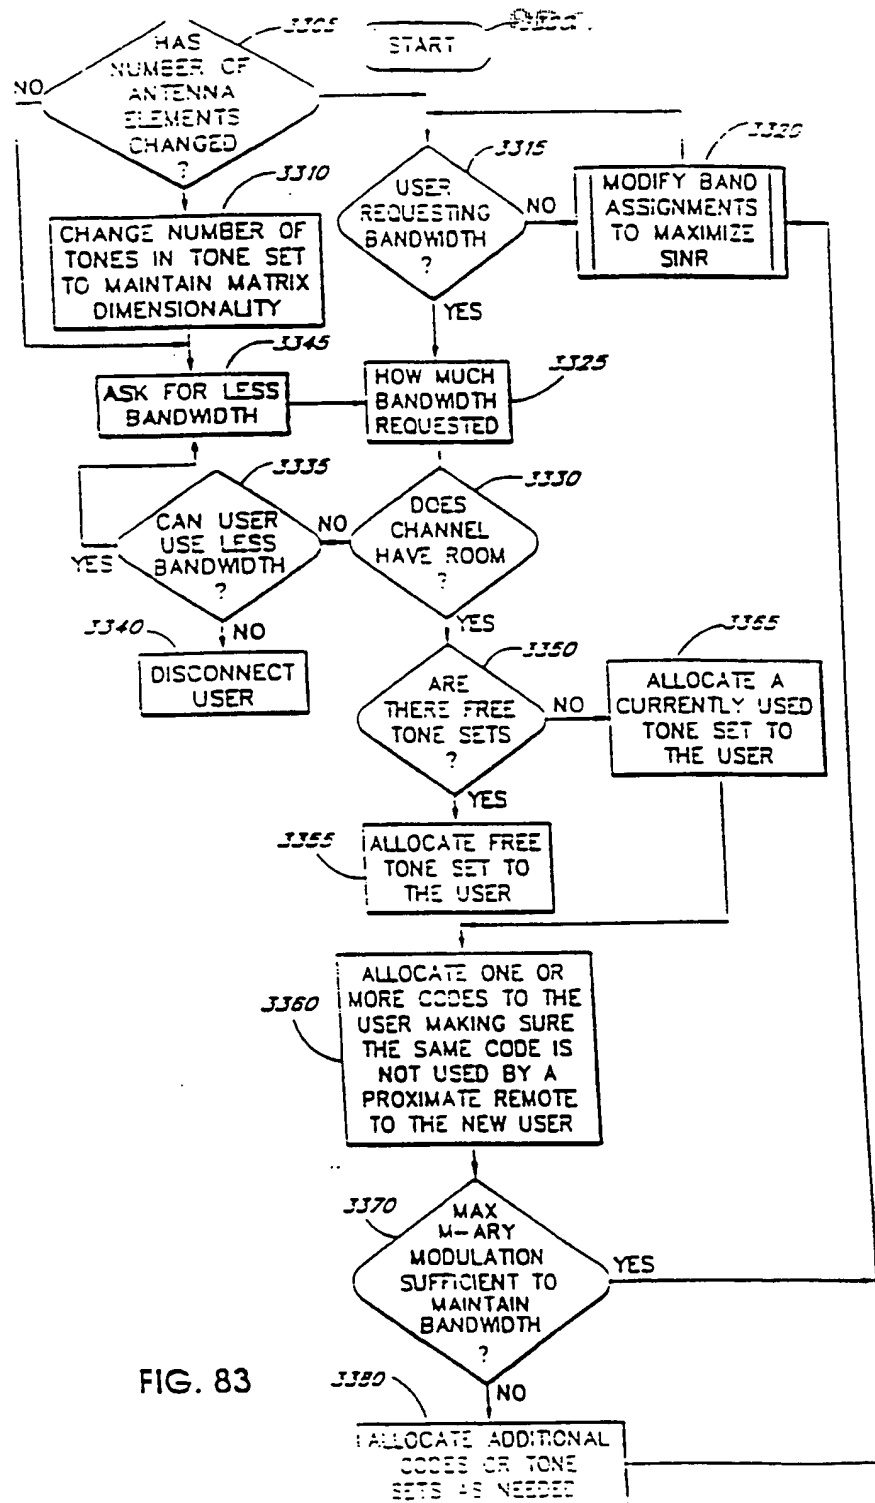 3305
HAS
NUMBER OF
ANTENNA
ELEMENTS
CHANGED
?
NO
START
3310
CHANGE NUMBER OF
TONES IN TONE SET
TO MAINTAIN MATRIX
DIMENSIONALITY
3315
USER
REQUESTING
BANDWIDTH
?
NO
YES
3320
MODIFY BAND
ASSIGNMENTS
TO MAXIMIZE
SINR
3345
ASK FOR LESS
BANDWIDTH
HOW MUCH
BANDWIDTH
REQUESTED
3325
3335
CAN USER
USE LESS
BANDWIDTH
?
YES
NO
3330
DOES
CHANNEL
HAVE ROOM
?
YES
3340
NO
DISCONNECT
USER
3350
ARE
THERE FREE
TONE SETS
?
NO
YES
3365
ALLOCATE A
CURRENTLY USED
TONE SET TO
THE USER
3355
ALLOCATE FREE
TONE SET TO
THE USER
3360
ALLOCATE ONE OR
MORE CODES TO THE
USER MAKING SURE
THE SAME CODE IS
NOT USED BY A
PROXIMATE REMOTE
TO THE NEW USER
3370
MAX
M-ARY
MODULATION
SUFFICIENT TO
MAINTAIN
BANDWIDTH
?
YES
NO
FIG. 83
3380
ALLOCATE ADDITIONAL
CODES OR TONE
SETS AS NEEDED